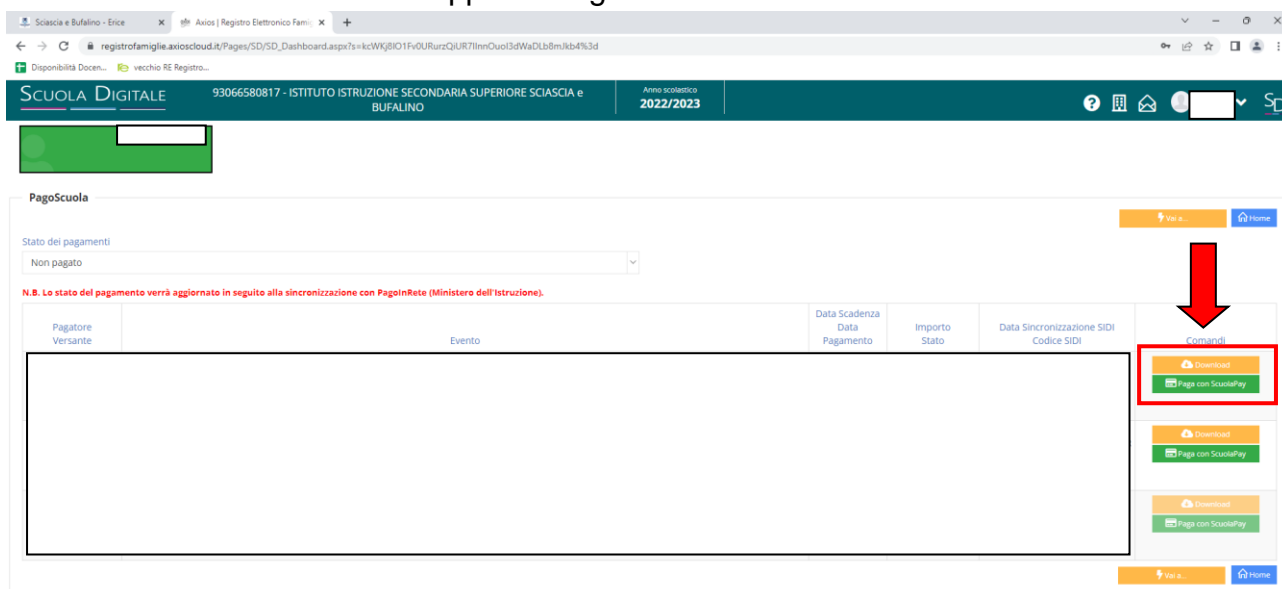 Sciascia e Bufalino - Erice
Axios | Registro Elettronico Famig
registrofamiglie.axioscloud.it/Pages/SD/SD_Dashboard.aspx?s=kcWKj8IO1Fv0URurzQiUR7IInnOuoI3dWaDLb8mJkb4%3d
Disponibilità Docen... vecchio RE Registro...
SCUOLA DIGITALE
93066580817 - ISTITUTO ISTRUZIONE SECONDARIA SUPERIORE SCIASCIA e
BUFALINO
Anno scolastico
2022/2023
SD
PagoScuola
Vai a... Home
Stato dei pagamenti
Non pagato
N.B. Lo stato del pagamento verrà aggiornato in seguito alla sincronizzazione con PagoInRete (Ministero dell'Istruzione).
Pagatore
Versante
Evento
Data Scadenza
Data
Pagamento
Importo
Stato
Data Sincronizzazione SIDI
Codice SIDI
Comandi
Download
Paga con ScuolaPay
Download
Paga con ScuolaPay
Download
Paga con ScuolaPay
Vai a... Home